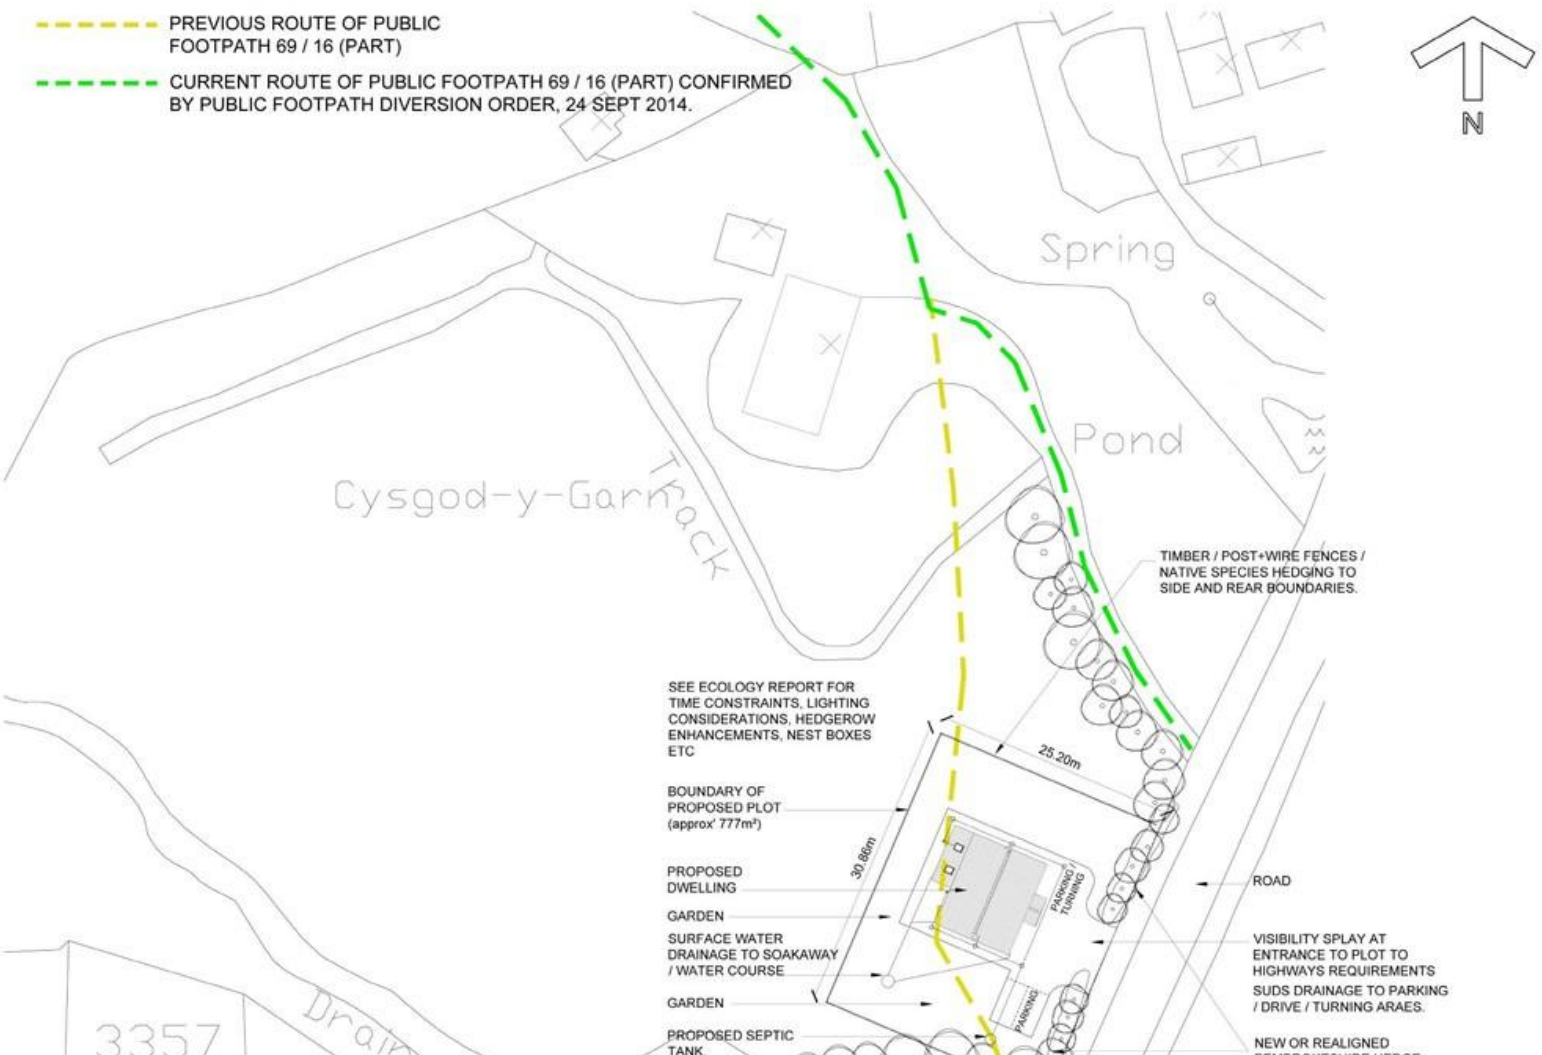 PREVIOUS ROUTE OF PUBLIC
FOOTPATH 69 / 16 (PART)
CURRENT ROUTE OF PUBLIC FOOTPATH 69 / 16 (PART) CONFIRMED
BY PUBLIC FOOTPATH DIVERSION ORDER, 24 SEPT 2014.
N
Spring
Pond
Cysgod-y-Garn
Track
TIMBER / POST+WIRE FENCES /
NATIVE SPECIES HEDGING TO
SIDE AND REAR BOUNDARIES.
SEE ECOLOGY REPORT FOR
TIME CONSTRAINTS, LIGHTING
CONSIDERATIONS, HEDGEROW
ENHANCEMENTS, NEST BOXES
ETC
25.20m
BOUNDARY OF
PROPOSED PLOT
(approx' 777m²)
30.86m
PROPOSED
DWELLING
PARKING /
TURNING
ROAD
GARDEN
SURFACE WATER
DRAINAGE TO SOAKAWAY
/ WATER COURSE
VISIBILITY SPLAY AT
ENTRANCE TO PLOT TO
HIGHWAYS REQUIREMENTS
SUDS DRAINAGE TO PARKING
/ DRIVE / TURNING ARAES.
GARDEN
PARKING
Drain
3357
PROPOSED SEPTIC
TANK
NEW OR REALIGNED
PEMBROKESHIRE HEDGE